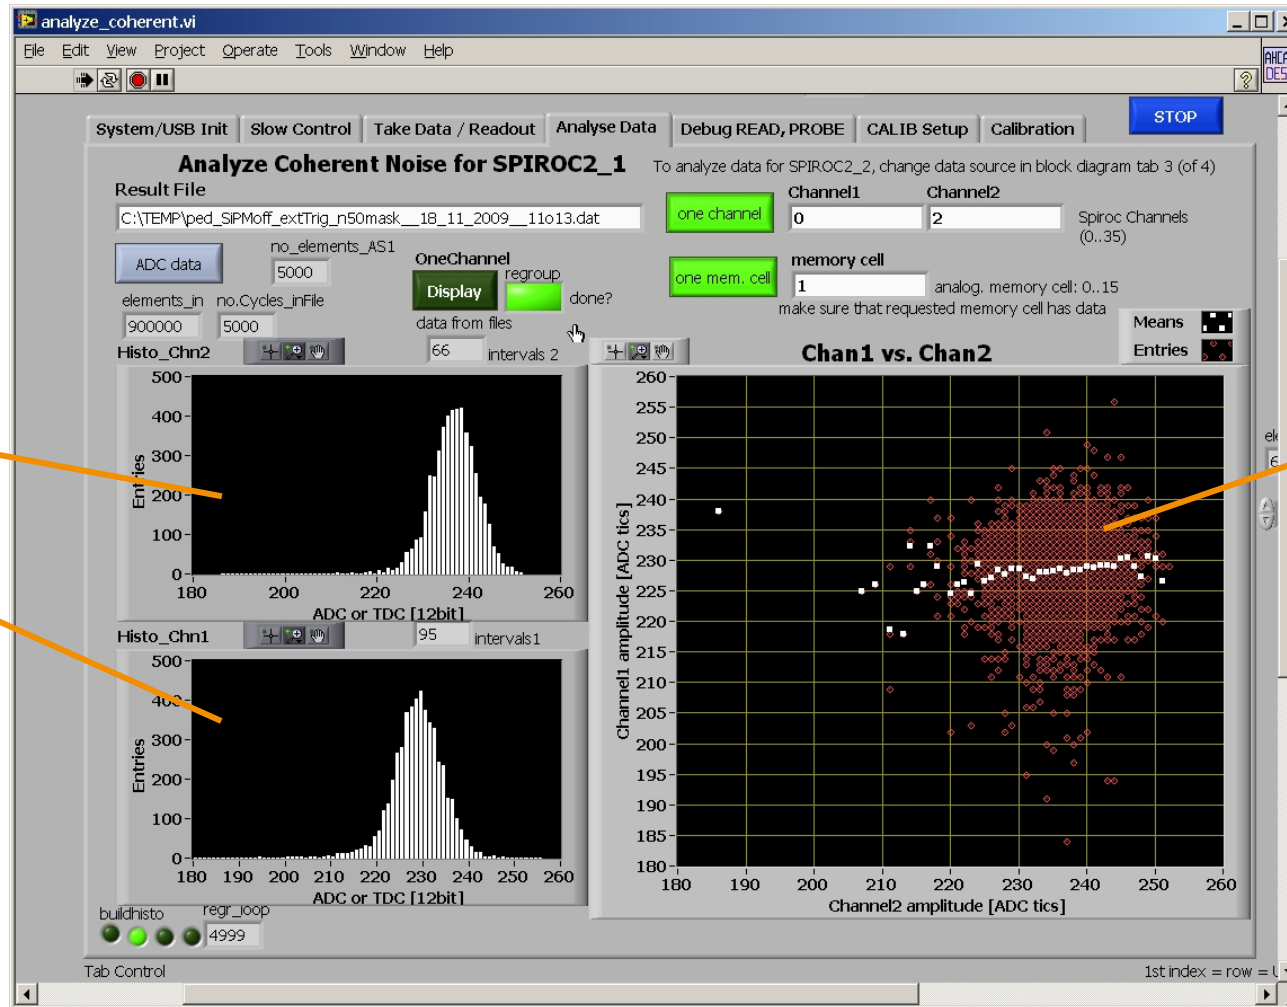 analyze_coherent.vi
File Edit View Project Operate Tools Window Help
AHCA
DES
STOP
System/USB Init Slow Control Take Data / Readout Analyse Data Debug READ, PROBE CALIB Setup Calibration
Analyze Coherent Noise for SPIROC2_1 To analyze data for SPIROC2_2, change data source in block diagram tab 3 (of 4)
Result File
C:\TEMP\ped_SiPMoff_extTrig_n50mask__18_11_2009__11o13.dat
one channel
Channel1 Channel2
0 2
Spiroc Channels
(0..35)
ADC data
no_elements_AS1
5000
OneChannel
Display
regroup
done?
one mem. cell
memory cell
1
analog. memory cell: 0..15
make sure that requested memory cell has data
elements_in no.Cycles_inFile
900000 5000
data from files
66 intervals 2
Histo_Chn2
500
400
300
200
100
0
Entries
180 200 220 240 260
ADC or TDC [12bit]
Histo_Chn1
95 intervals1
500
400
300
200
100
0
Entries
180 190 200 210 220 230 240 250 260
ADC or TDC [12bit]
Chan1 vs. Chan2
Means
Entries
260
255
250
245
240
235
230
225
220
215
210
205
200
195
190
185
180
Channel1 amplitude [ADC tics]
180 190 200 210 220 230 240 250 260
Channel2 amplitude [ADC tics]
ele
6
buildhisto regr_loop
4999
Tab Control
1st index = row =